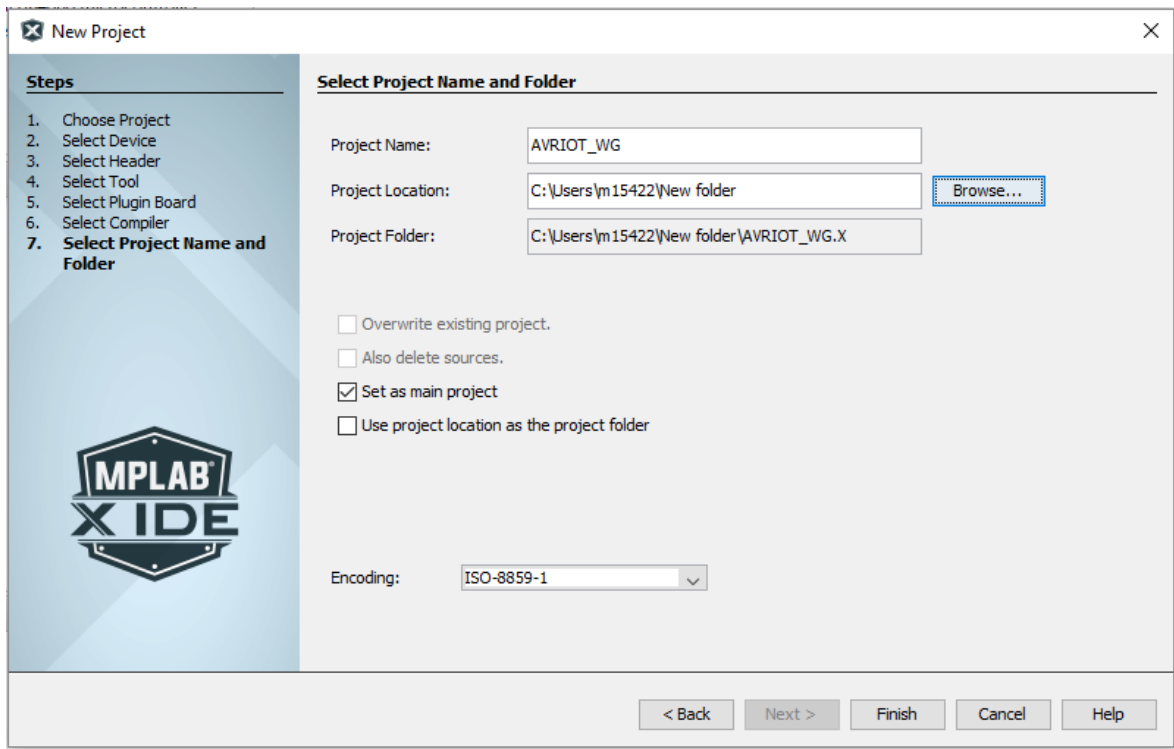 New Project
Steps
1. Choose Project
2. Select Device
3. Select Header
4. Select Tool
5. Select Plugin Board
6. Select Compiler
7. Select Project Name and
Folder
MPLAB
X IDE
Select Project Name and Folder
Project Name: AVRIOT_WG
Project Location: C:\Users\m15422\New folder Browse...
Project Folder: C:\Users\m15422\New folder\AVRIOT_WG.X
Overwrite existing project.
Also delete sources.
Set as main project
Use project location as the project folder
Encoding: ISO-8859-1
< Back Next > Finish Cancel Help